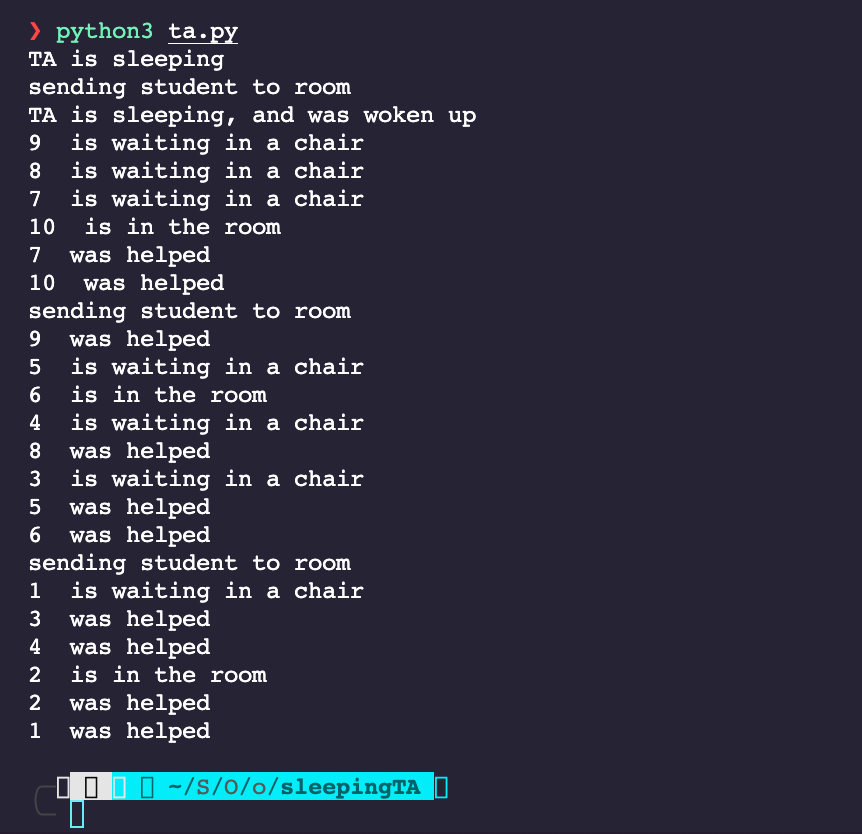 ❯ python3 ta.py
TA is sleeping
sending student to room
TA is sleeping, and was woken up
9  is waiting in a chair
8  is waiting in a chair
7  is waiting in a chair
10  is in the room
7  was helped
10  was helped
sending student to room
9  was helped
5  is waiting in a chair
6  is in the room
4  is waiting in a chair
8  was helped
3  is waiting in a chair
5  was helped
6  was helped
sending student to room
1  is waiting in a chair
3  was helped
4  was helped
2  is in the room
2  was helped
1  was helped
~/S/O/o/sleepingTA